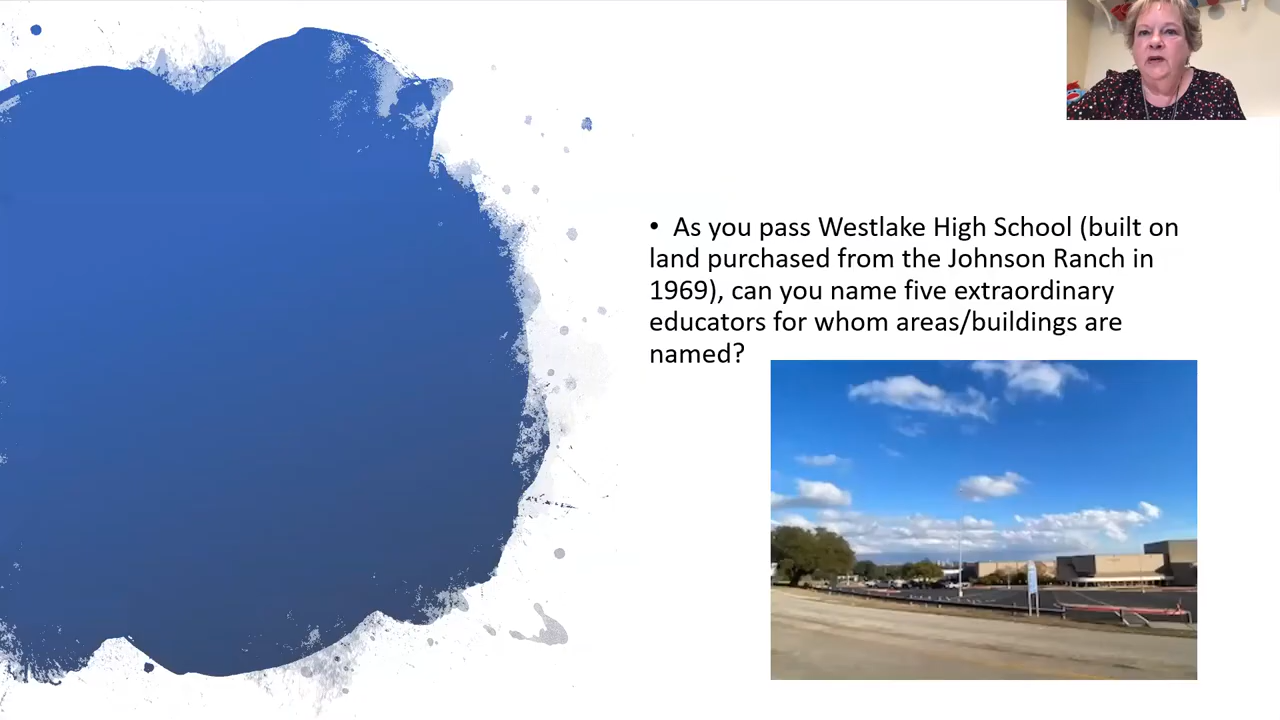 • As you pass Westlake High School (built on
land purchased from the Johnson Ranch in
1969), can you name five extraordinary
educators for whom areas/buildings are
named?